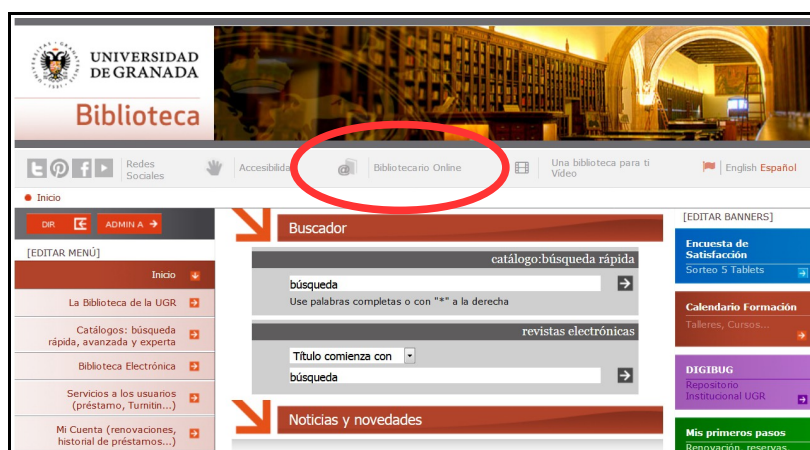 UNIVERSIDAD
DE GRANADA
Biblioteca
Redes
Sociales
Accesibilida
@
Bibliotecario Online
Una biblioteca para ti
Vídeo
English Español
Inicio
DIR
ADMIN A
[EDITAR MENÚ]
Inicio
La Biblioteca de la UGR
Catálogos: búsqueda
rápida, avanzada y experta
Biblioteca Electrónica
Servicios a los usuarios
(préstamo, Turnitin...)
Mi Cuenta (renovaciones,
historial de préstamos...)
Buscador
catálogo:búsqueda rápida
búsqueda
Use palabras completas o con "*" a la derecha
revistas electrónicas
Título comienza con
búsqueda
Noticias y novedades
[EDITAR BANNERS]
Encuesta de
Satisfacción
Sorteo 5 Tablets
Calendario Formación
Talleres, Cursos...
DIGIBUG
Repositorio
Institucional UGR
Mis primeros pasos
Renovación, reservas